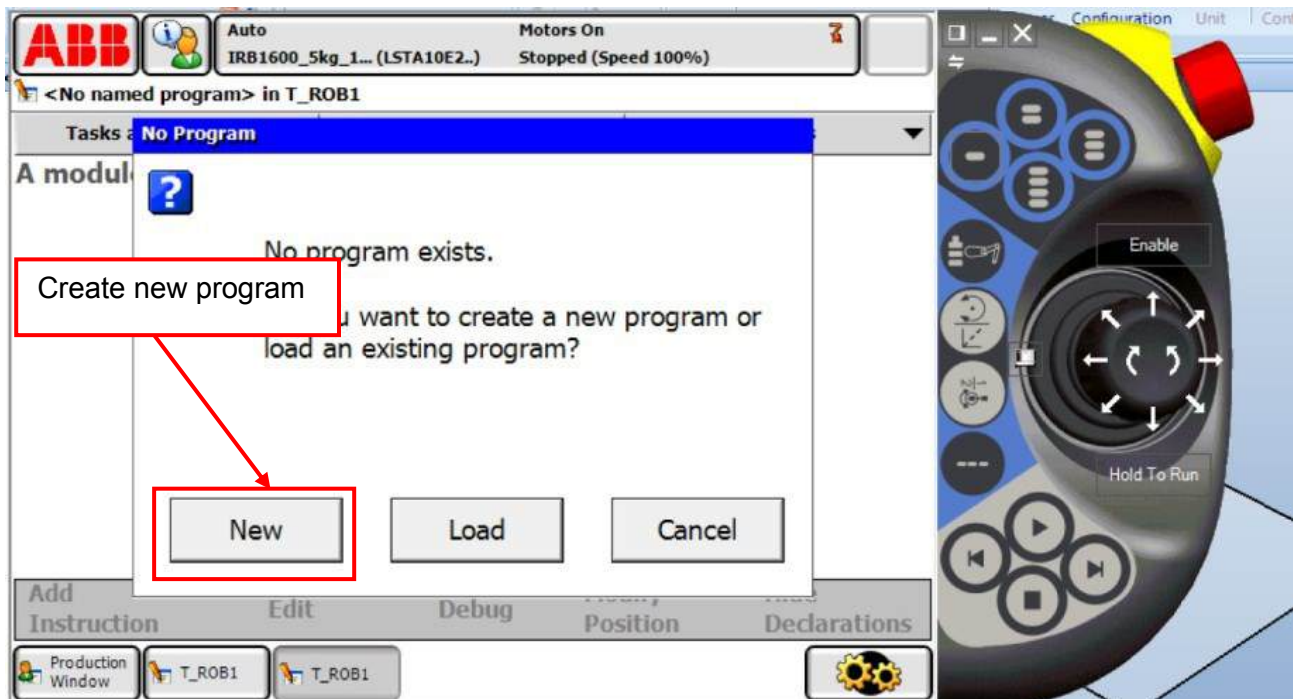 Configuration Unit
ABB
Auto Motors On
IRB1600_5kg_1... (LSTA10E2..) Stopped (Speed 100%)
<No named program> in T_ROB1
Tasks
No Program
A modul
No program exists.
Create new program
want to create a new program or
load an existing program?
Enable
Hold To Run
New Load Cancel
Add
Instruction
Edit
Debug
Position
Declarations
Production
Window
T_ROB1
T_ROB1